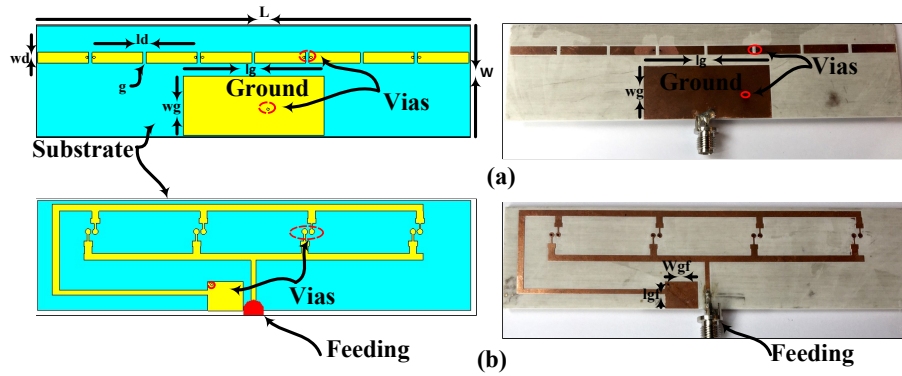 L
ld
wd
g
lg
Ground
wg
Vias
W
Substrate
lg
Ground
wg
Vias
(a)
Vias
Feeding
Wgf
lgf
Feeding
(b)